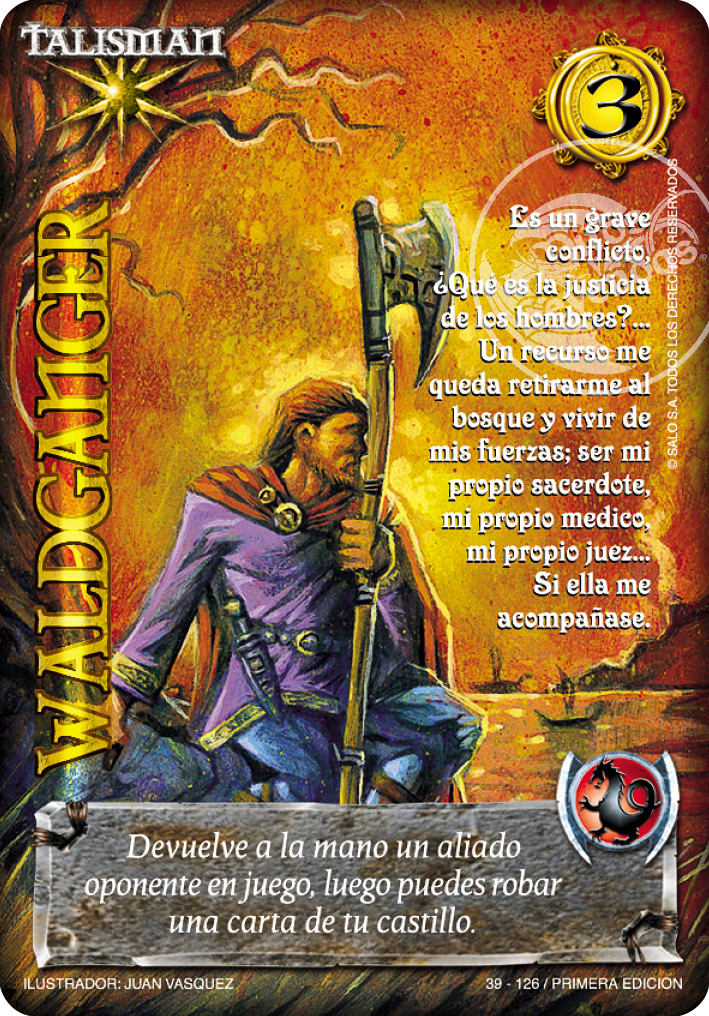 TALISMAN
3
WALDGANGER
Es un grave
conflicto,
¿Qué es la justicia
de los hombres?...
Un recurso me
queda retirarme al
bosque y vivir de
mis fuerzas; ser mi
propio sacerdote,
mi propio medico,
mi propio juez...
Si ella me
acompañase.
© SALO S.A. TODOS LOS DERECHOS RESERVADOS
Devuelve a la mano un aliado
oponente en juego, luego puedes robar
una carta de tu castillo.
ILUSTRADOR: JUAN VASQUEZ
39 - 126 / PRIMERA EDICION